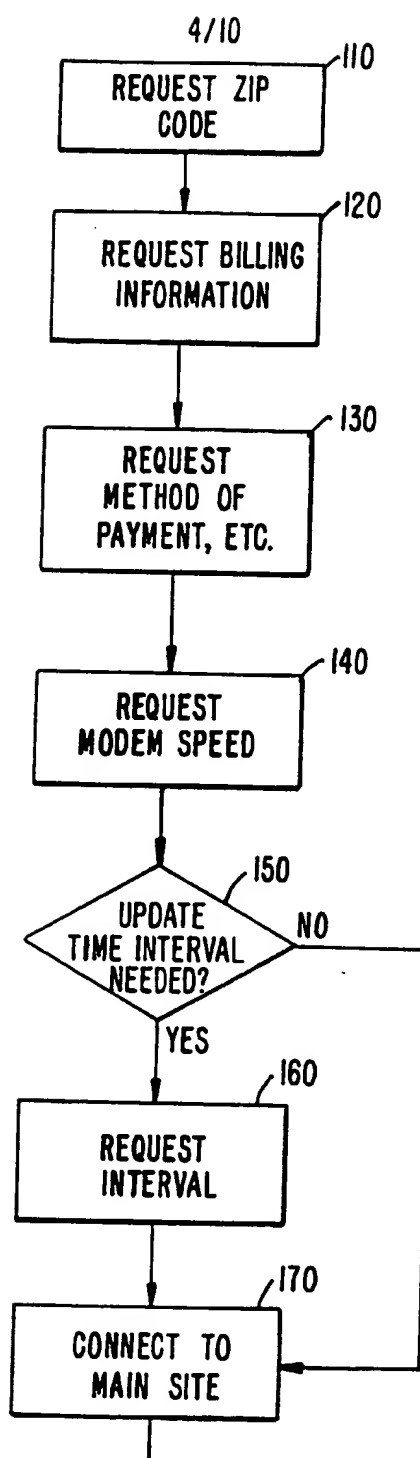 4/10
110
REQUEST ZIP
CODE
120
REQUEST BILLING
INFORMATION
130
REQUEST
METHOD OF
PAYMENT, ETC.
140
REQUEST
MODEM SPEED
150
UPDATE
TIME INTERVAL
NEEDED?
NO
YES
160
REQUEST
INTERVAL
170
CONNECT TO
MAIN SITE